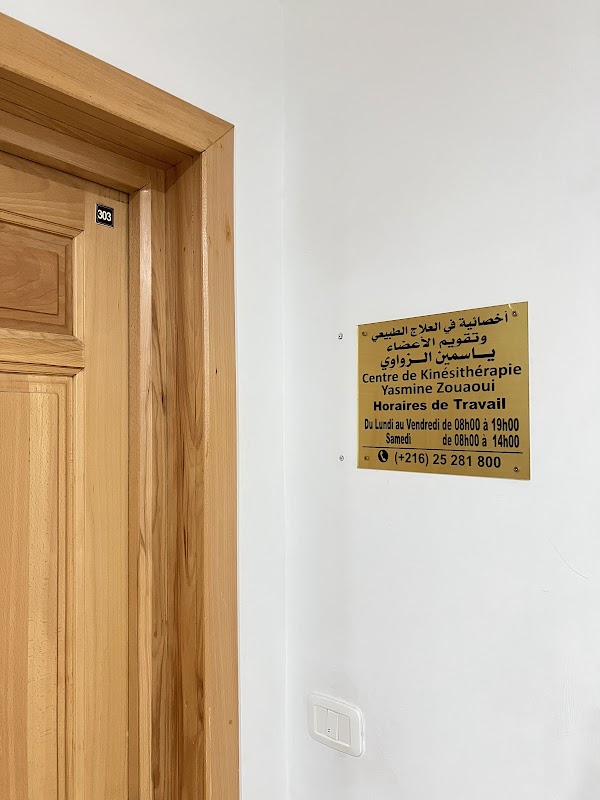 303
أخصائية في العلاج الطبيعي
وتقويم الأعضاء
ياسمين الزواوي
Centre de Kinésithérapie
Yasmine Zouaoui
Horaires de Travail
Du Lundi au Vendredi de 08h00 à 19h00
Samedi de 08h00 à 14h00
(+216) 25 281 800